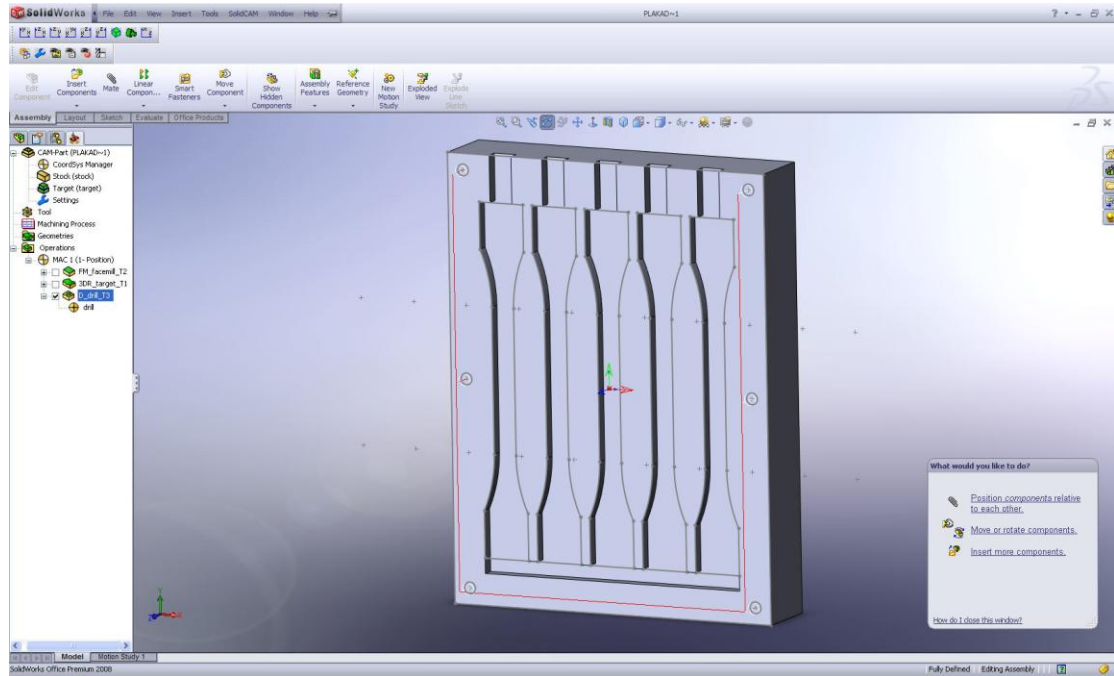 SolidWorks File Edit View Insert Tools SolidCAM Window Help PLAKAD~1
Edit Component
Insert Components
Mate
Linear Compon...
Smart Fasteners
Move Component
Show Hidden Components
Assembly Features
Reference Geometry
New Motion Study
Exploded View
Explode Line Sketch
Assembly Layout Sketch Evaluate Office Products
CAM-Part (PLAKAD~1)
CoordSys Manager
Stock (stock)
Target (target)
Settings
Tool
Machining Process
Geometries
Operations
MAC 1 (1- Position)
FM_facemill_T2
3DR_target_T1
D_drill_T3
drill
What would you like to do?
Position components relative
to each other.
Move or rotate components.
Insert more components.
How do I close this window?
Model Motion Study 1
SolidWorks Office Premium 2008 Fully Defined Editing Assembly